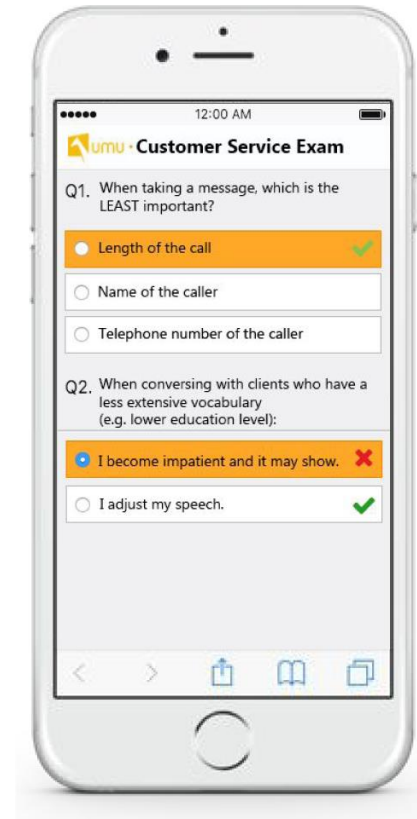 12:00 AM
umu · Customer Service Exam
Q1. When taking a message, which is the
LEAST important?
Length of the call
Name of the caller
Telephone number of the caller
Q2. When conversing with clients who have a
less extensive vocabulary
(e.g. lower education level):
I become impatient and it may show.
I adjust my speech.